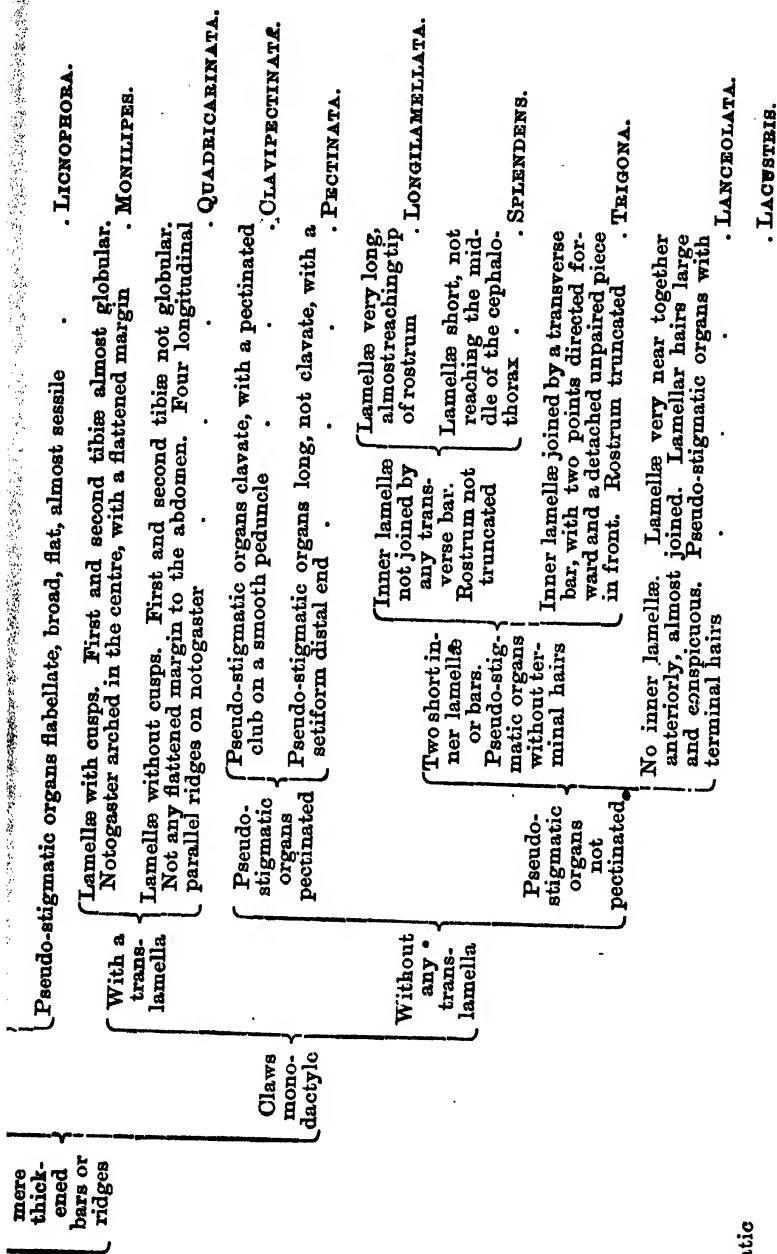 mere
thick-
ened
bars or
ridges
Pseudo-stigmatic organs flabellate, broad, flat, almost sessile . . LICNOPHORA.
Claws
mono-
dactyle
With a
trans-
lamella
Lamellæ with cusps. First and second tibiæ almost globular.
Notogaster arched in the centre, with a flattened margin . MONILIPES.
Lamellæ without cusps. First and second tibiæ not globular.
Not any flattened margin to the abdomen. Four longitudinal
parallel ridges on notogaster . . . . QUADRICARINATA.
Without
any
trans-
lamella
Pseudo-
stigmatic
organs
pectinated
Pseudo-stigmatic organs clavate, with a pectinated
club on a smooth peduncle . . . CLAVIPECTINATA.
Pseudo-stigmatic organs long, not clavate, with a
setiform distal end . . . . PECTINATA.
Pseudo-
stigmatic
organs
not
pectinated
Two short in-
ner lamellæ
or bars.
Pseudo-stig-
matic organs
without ter-
minal hairs
Inner lamellæ
not joined by
any trans-
verse bar.
Rostrum not
truncated
Lamellæ very long,
almost reaching tip
of rostrum . LONGILAMELLATA.
Lamellæ short, not
reaching the mid-
dle of the cephalo-
thorax . . SPLENDENS.
Inner lamellæ joined by a transverse
bar, with two points directed for-
ward and a detached unpaired piece
in front. Rostrum truncated . TRIGONA.
No inner lamellæ. Lamellæ very near together
anteriorly, almost joined. Lamellar hairs large
and conspicuous. Pseudo-stigmatic organs with
terminal hairs . . . . LANCEOLATA.
. LACUSTRIS.
atic